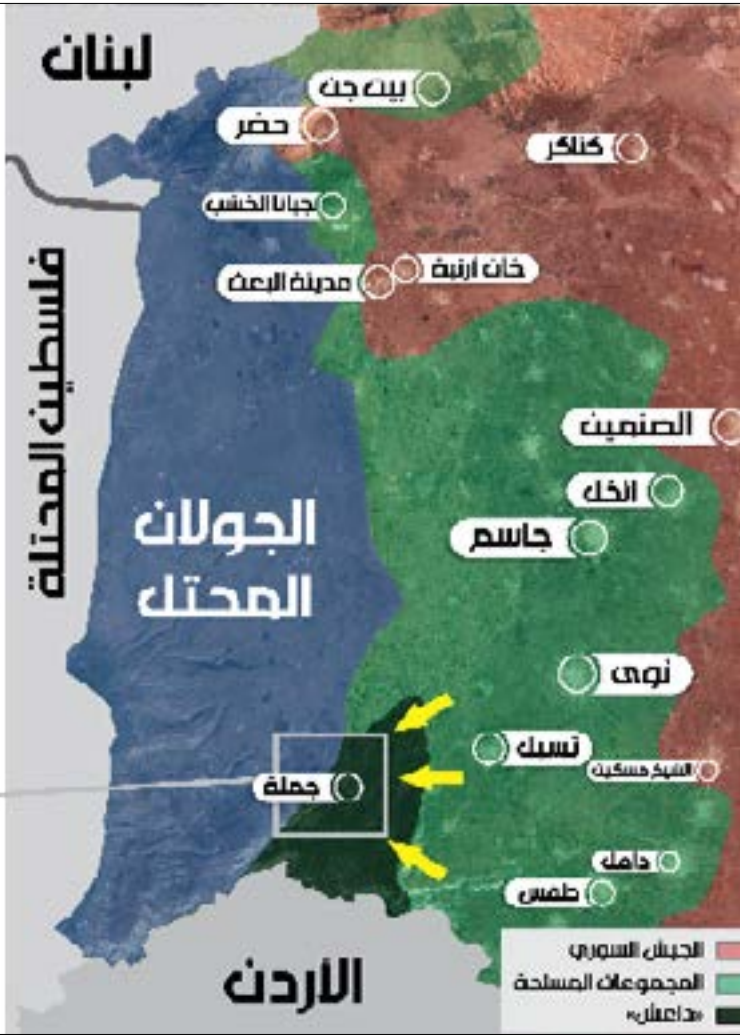 لبنان
بيت جن
حضر
كناكر
جباتا الخشب
خان أرنبة
مدينة البعث
فلسطين المحتلة
الصنمين
انخل
جاسم
الجولان
المحتل
نوى
تسيل
الشيخ مسكين
جملة
داعل
طفس
الأردن
الجيش السوري
المجموعات المسلحة
«داعش»